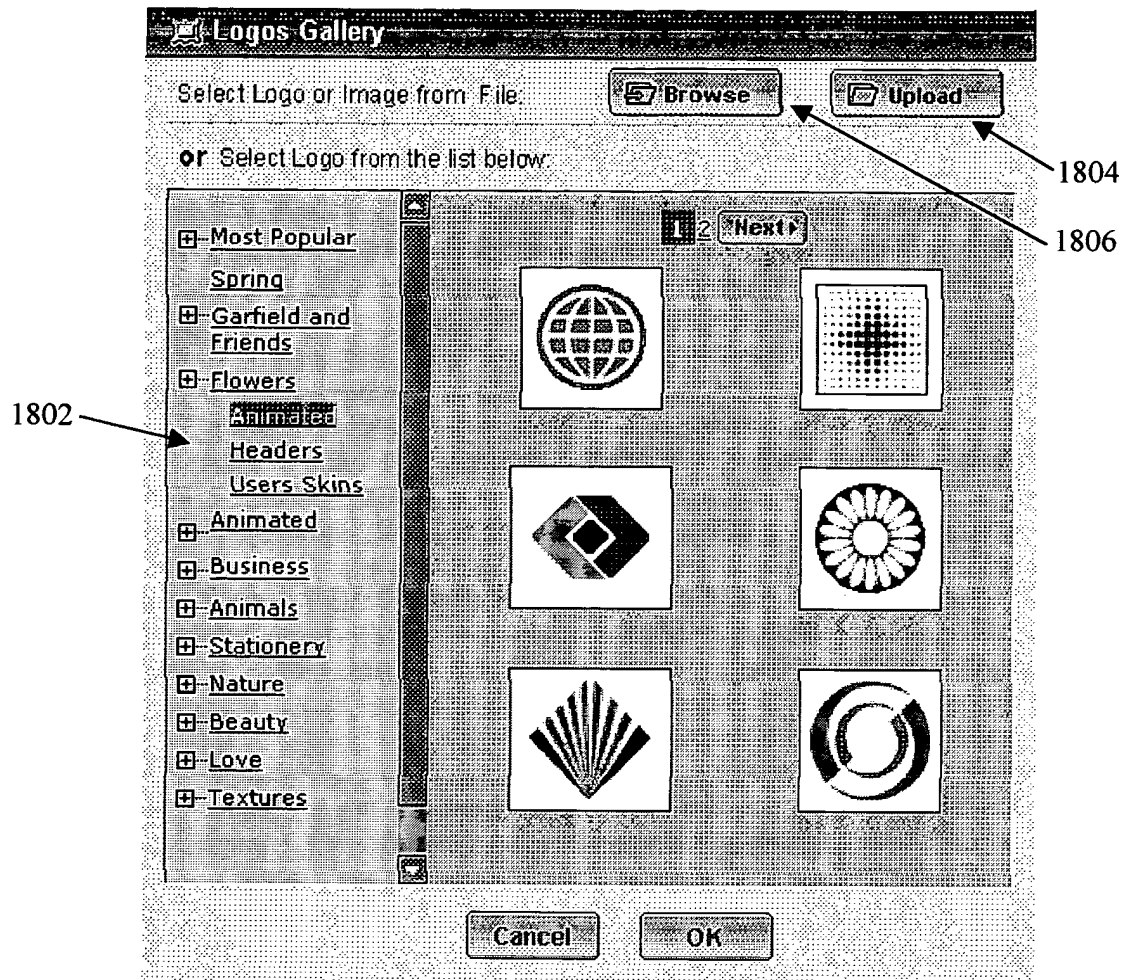 Logos Gallery
Select Logo or Image from File: Browse Upload
or Select Logo from the list below:
1804
1806
1 2 Next
Most Popular
Spring
Garfield and
Friends
Flowers
1802
Animated
Headers
Users Skins
Animated
Business
Animals
Stationery
Nature
Beauty
Love
Textures
Cancel OK